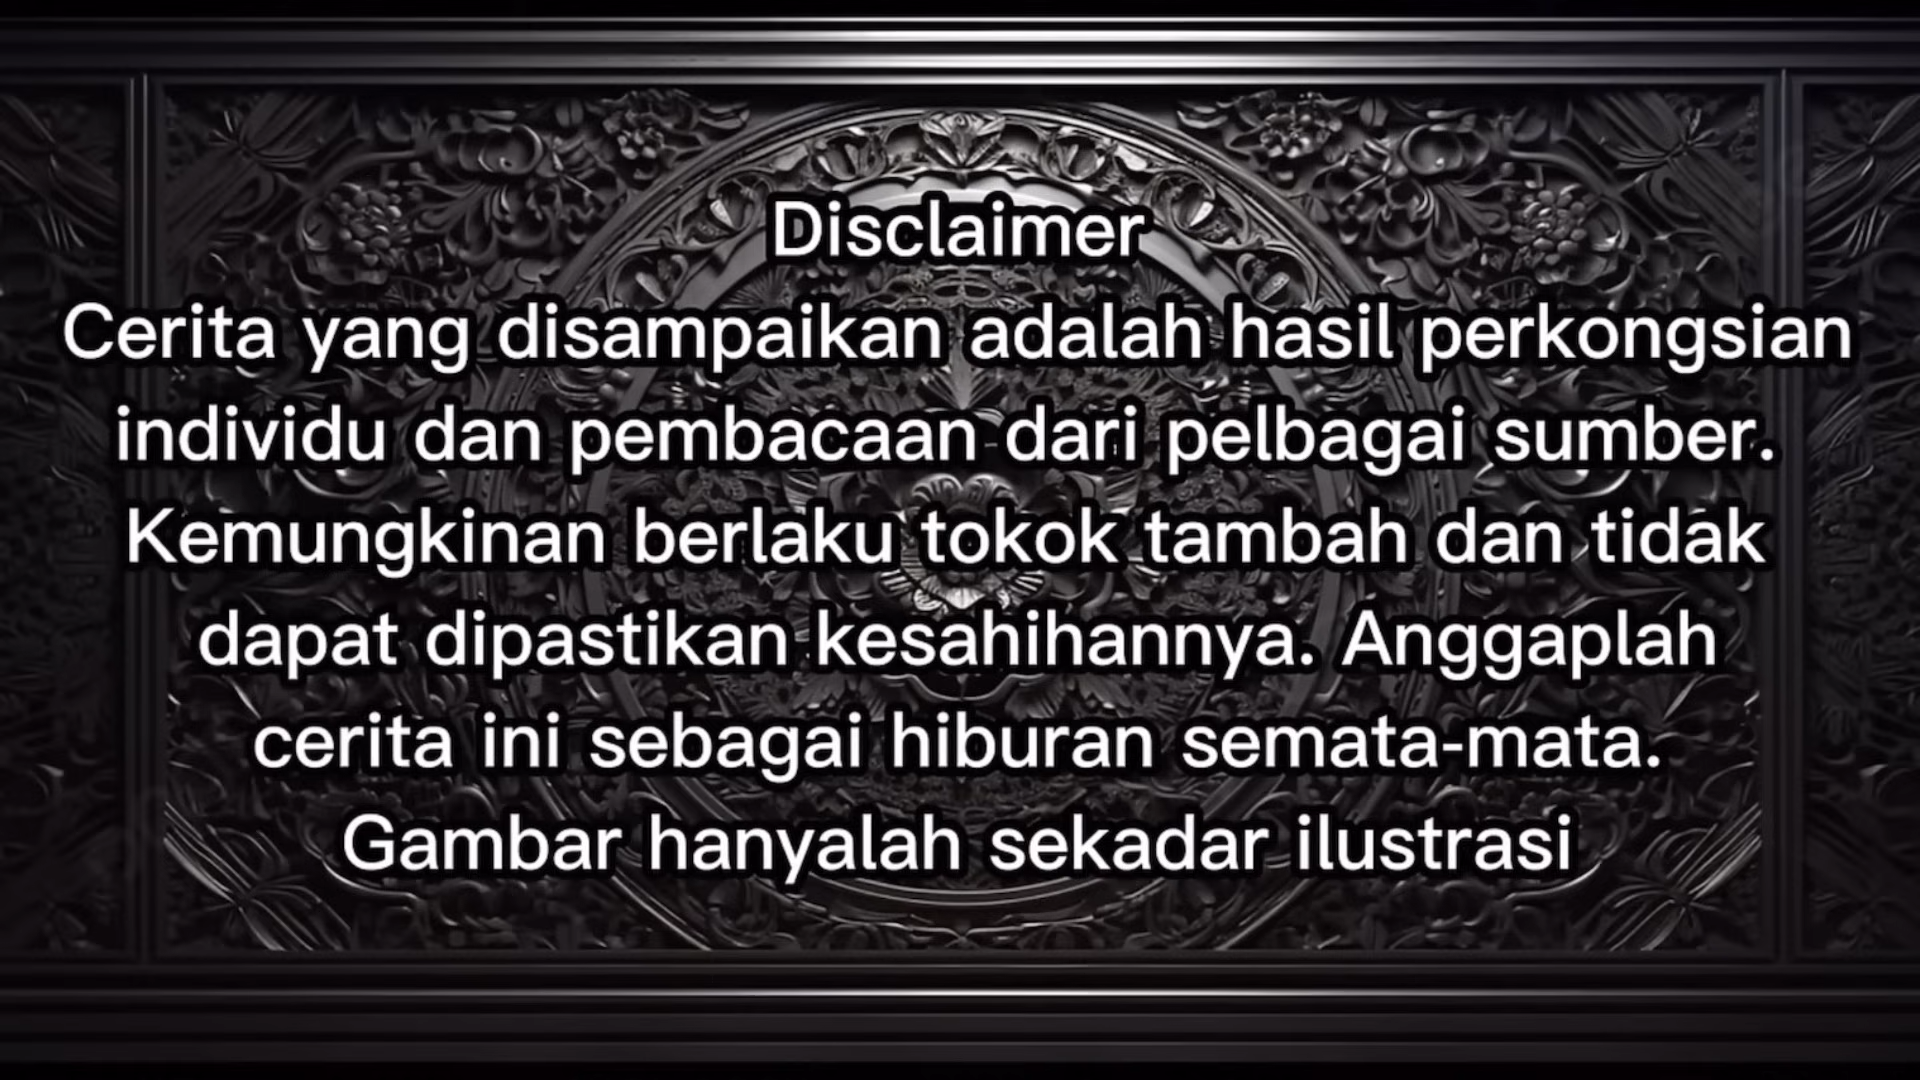 Disclaimer
Cerita yang disampaikan adalah hasil perkongsian
individu dan pembacaan dari pelbagai sumber.
Kemungkinan berlaku tokok tambah dan tidak
dapat dipastikan kesahihannya. Anggaplah
cerita ini sebagai hiburan semata-mata.
Gambar hanyalah sekadar ilustrasi